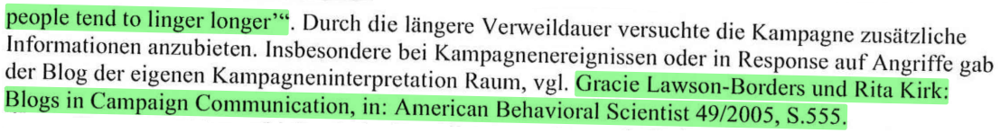 people tend to linger longer’“. Durch die längere Verweildauer versuchte die Kampagne zusätzliche
Informationen anzubieten. Insbesondere bei Kampagnenereignissen oder in Response auf Angriffe gab
der Blog der eigenen Kampagneninterpretation Raum, vgl. Gracie Lawson-Borders und Rita Kirk:
Blogs in Campaign Communication, in: American Behavioral Scientist 49/2005, S.555.